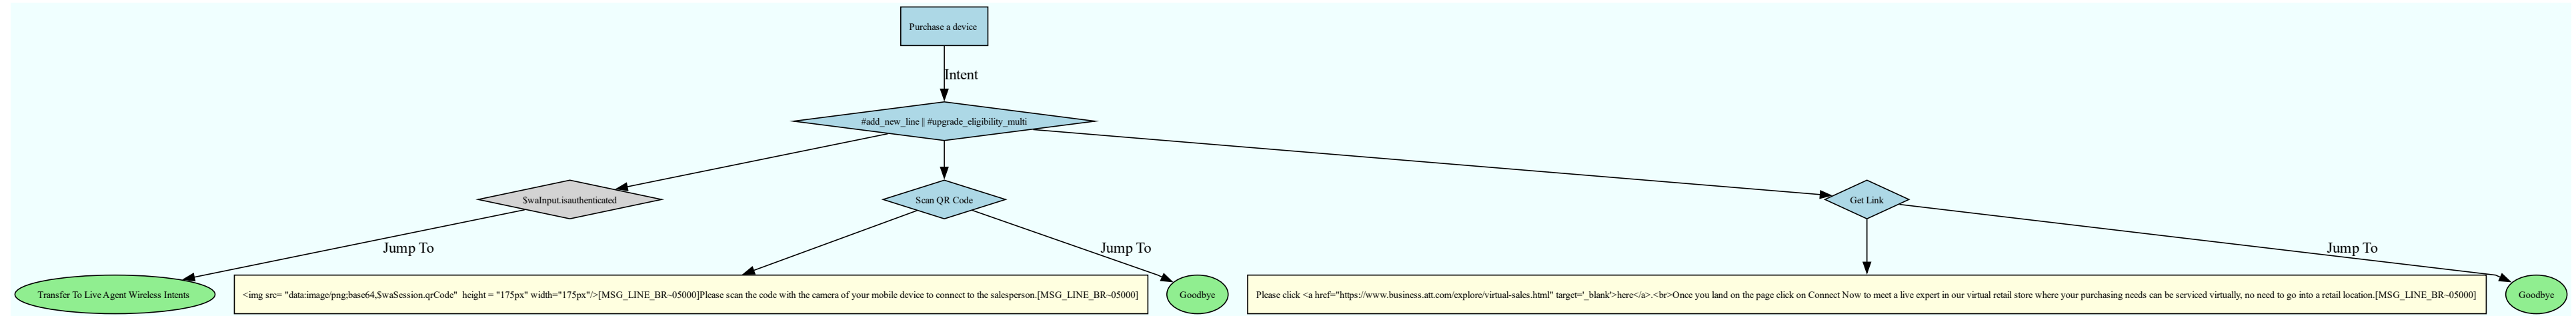 Purchase a device
Intent
#add_new_line || #upgrade_eligibility_multi
$waInput.isauthenticated
Scan QR Code
Get Link
Jump To
Jump To
Jump To
Transfer To Live Agent Wireless Intents
<img src= "data:image/png;base64,$waSession.qrCode"  height = "175px" width="175px"/>[MSG_LINE_BR~05000]Please scan the code with the camera of your mobile device to connect to the salesperson.[MSG_LINE_BR~05000]
Goodbye
Please click <a href="https://www.business.att.com/explore/virtual-sales.html" target='_blank'>here</a>.<br>Once you land on the page click on Connect Now to meet a live expert in our virtual retail store where your purchasing needs can be serviced virtually, no need to go into a retail location.[MSG_LINE_BR~05000]
Goodbye